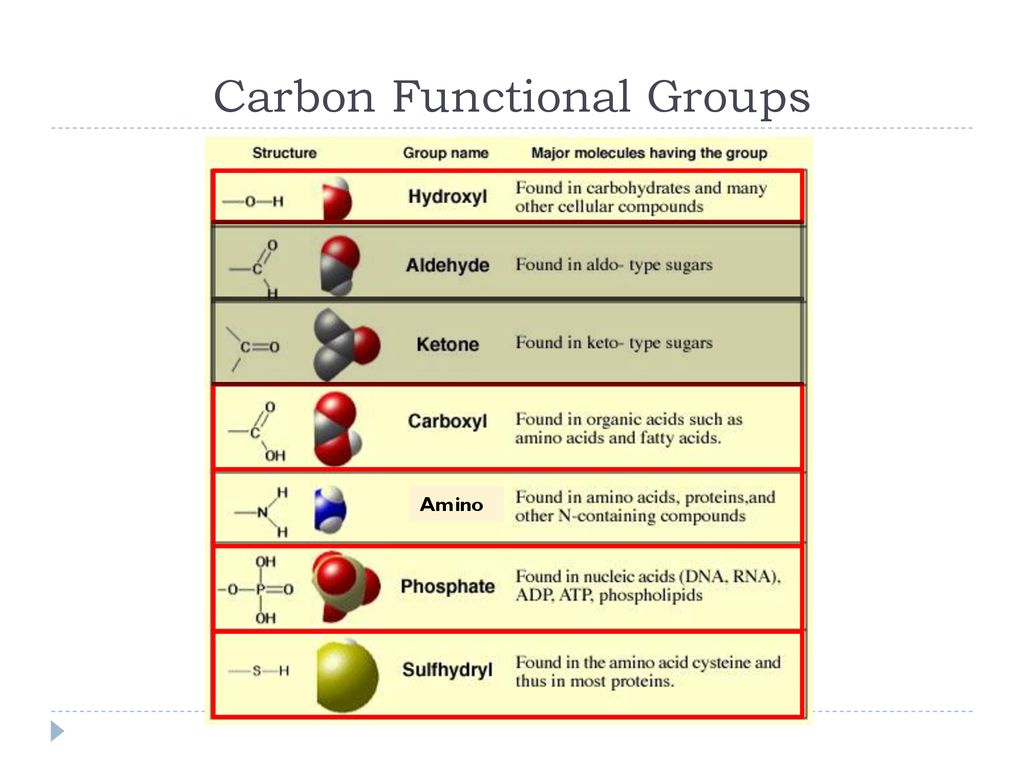 Carbon Functional Groups
Structure Group name Major molecules having the group
—O—H Hydroxyl Found in carbohydrates and many
other cellular compounds
O
—C
H
Aldehyde Found in aldo- type sugars
C=O Ketone Found in keto- type sugars
O
—C
OH
Carboxyl Found in organic acids such as
amino acids and fatty acids.
H
—N
H
Amino Found in amino acids, proteins,and
other N-containing compounds
OH
–O—P=O
OH
Phosphate Found in nucleic acids (DNA, RNA),
ADP, ATP, phospholipids
—S—H Sulfhydryl Found in the amino acid cysteine and
thus in most proteins.